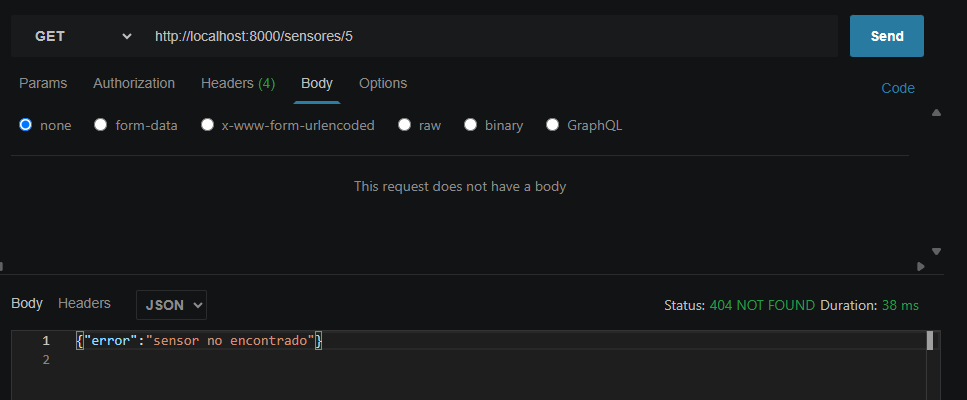 GET http://localhost:8000/sensores/5 Send
Params Authorization Headers (4) Body Options Code
none form-data x-www-form-urlencoded raw binary GraphQL
This request does not have a body
Body Headers JSON Status: 404 NOT FOUND Duration: 38 ms
1 {"error":"sensor no encontrado"}
2